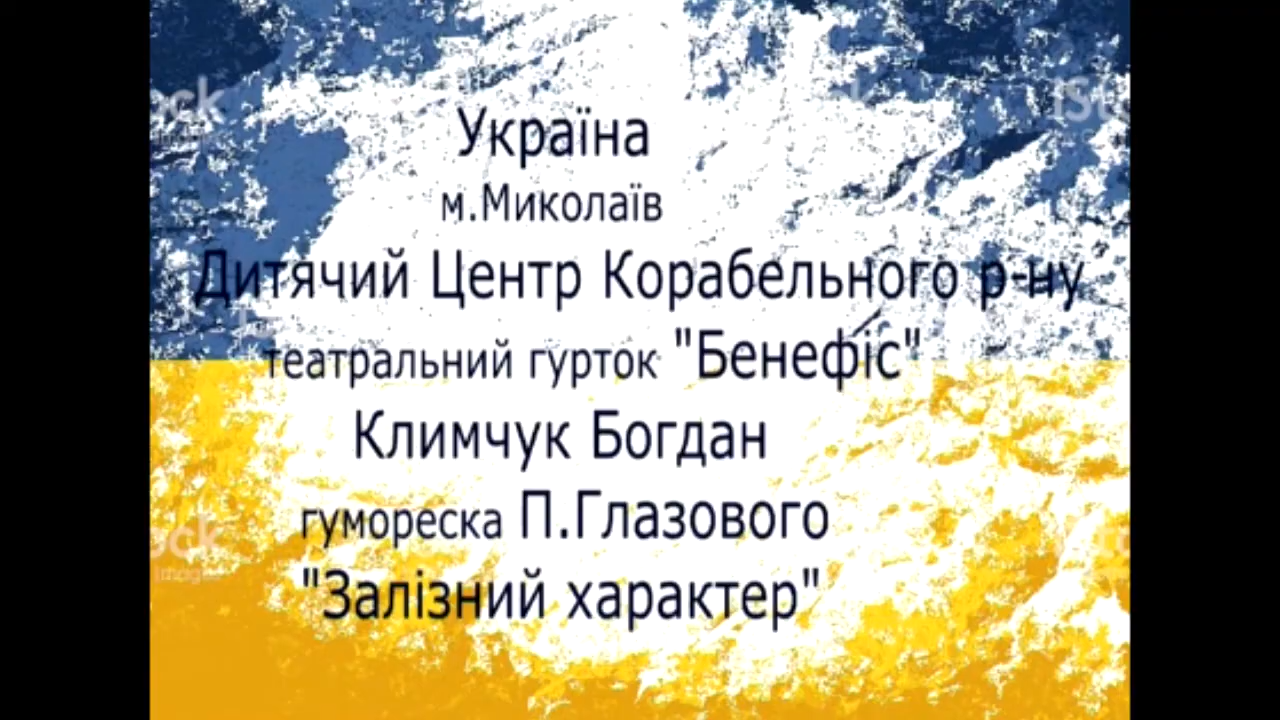 Україна
м.Миколаїв
Дитячий Центр Корабельного р-ну
театральний гурток "Бенефіс"
Климчук Богдан
гумореска П.Глазового
"Залізний характер"